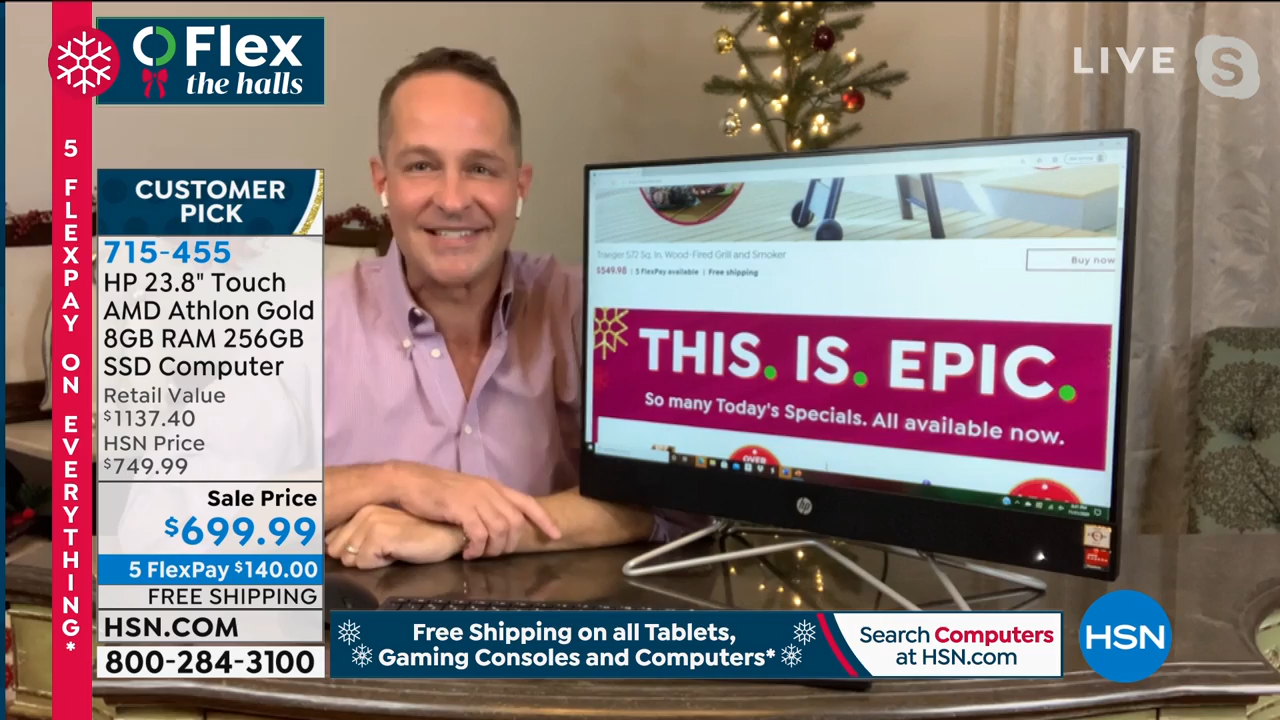 5 FLEXPAY ON EVERYTHING*
Flex
the halls
CUSTOMER
PICK
715-455
HP 23.8" Touch
AMD Athlon Gold
8GB RAM 256GB
SSD Computer
Retail Value
$1137.40
HSN Price
$749.99
Sale Price
$699.99
5 FlexPay $140.00
FREE SHIPPING
HSN.COM
800-284-3100
LIVE S
Traeger 572 Sq. In. Wood-Fired Grill and Smoker
$549.98 | 5 FlexPay available | Free shipping
Buy now
THIS. IS. EPIC.
So many Today's Specials. All available now.
OVER
hp
Free Shipping on all Tablets,
Gaming Consoles and Computers*
Search Computers
at HSN.com
HSN